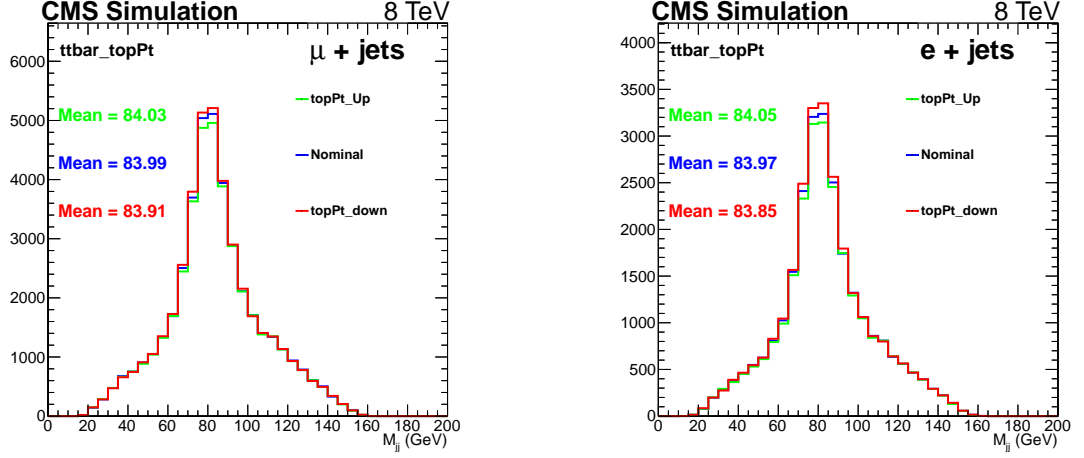 CMS Simulation 8 TeV
ttbar_topPt μ + jets
Mean = 84.03 topPt_Up
Mean = 83.99 Nominal
Mean = 83.91 topPt_down
6000
5000
4000
3000
2000
1000
0
0 20 40 60 80 100 120 140 160 180 200
M_jj (GeV)
CMS Simulation 8 TeV
ttbar_topPt e + jets
Mean = 84.05 topPt_Up
Mean = 83.97 Nominal
Mean = 83.85 topPt_down
4000
3500
3000
2500
2000
1500
1000
500
0
0 20 40 60 80 100 120 140 160 180 200
M_jj (GeV)